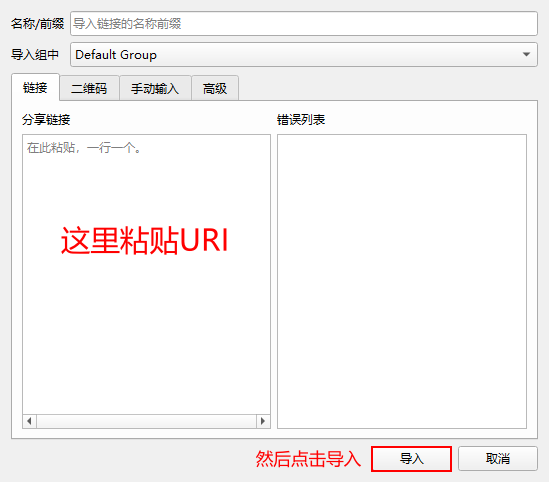 名称/前缀 导入链接的名称前缀
导入组中 Default Group
链接 二维码 手动输入 高级
分享链接 错误列表
在此粘贴，一行一个。
这里粘贴URI
然后点击导入 导入 取消